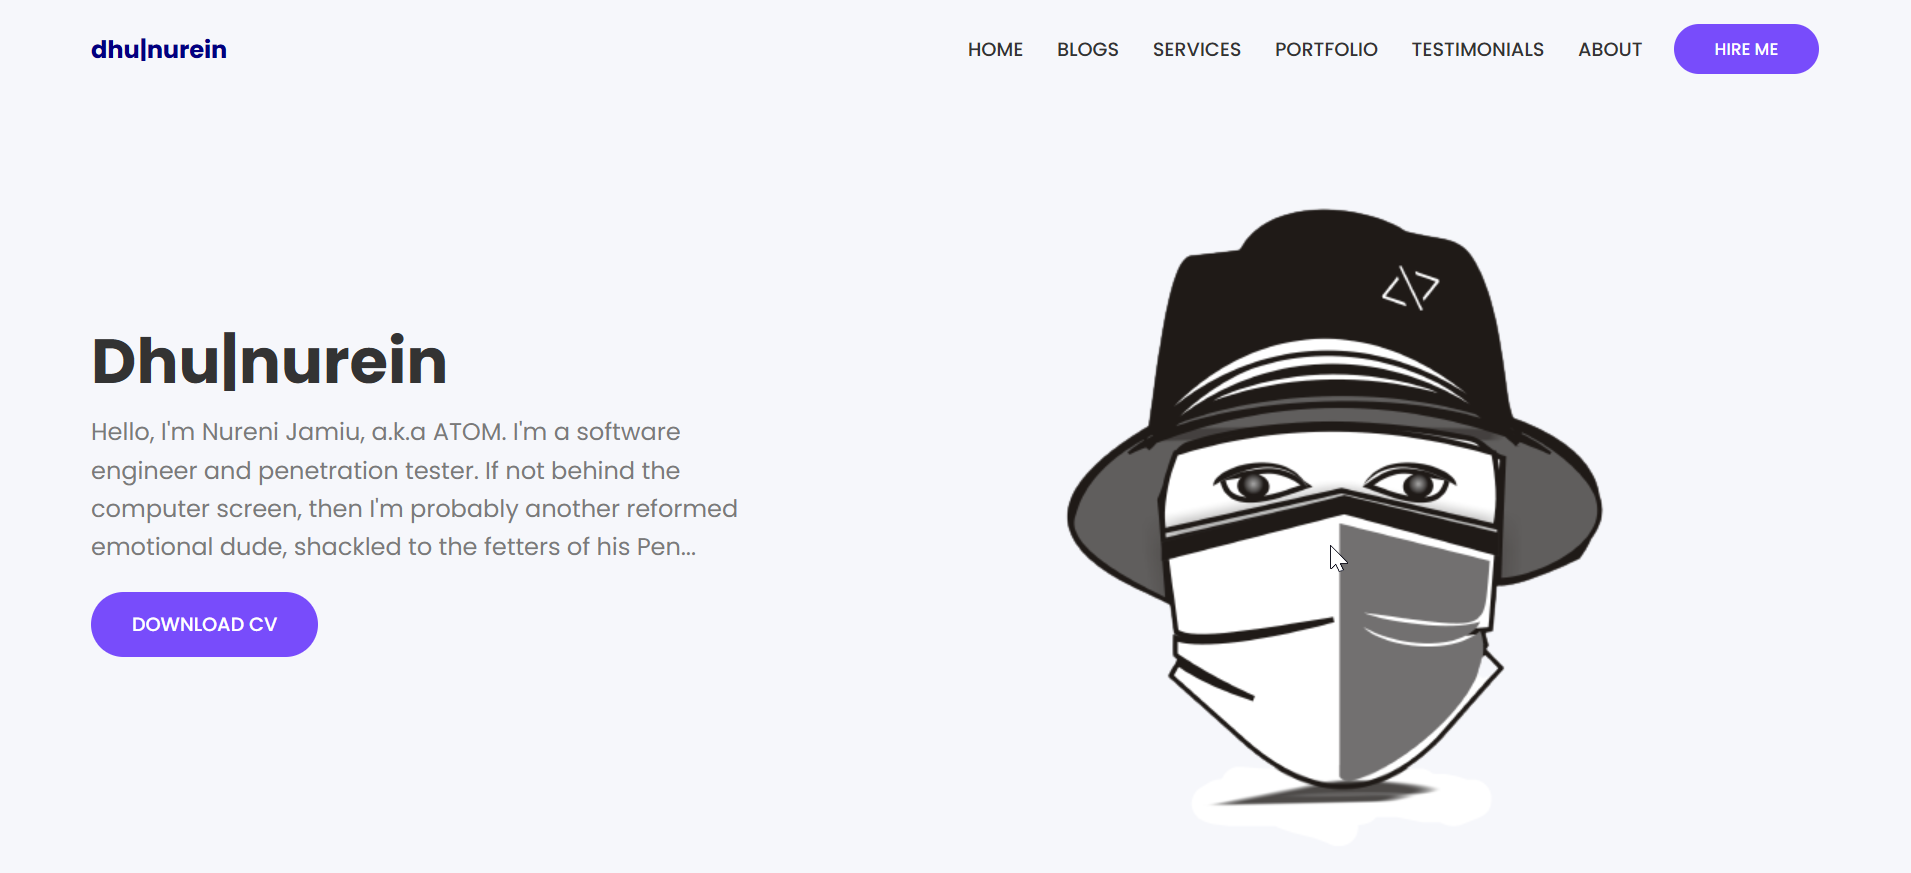 dhu|nurein
HOME BLOGS SERVICES PORTFOLIO TESTIMONIALS ABOUT HIRE ME
</>
Dhu|nurein
Hello, I'm Nureni Jamiu, a.k.a ATOM. I'm a software
engineer and penetration tester. If not behind the
computer screen, then I'm probably another reformed
emotional dude, shackled to the fetters of his Pen...
DOWNLOAD CV